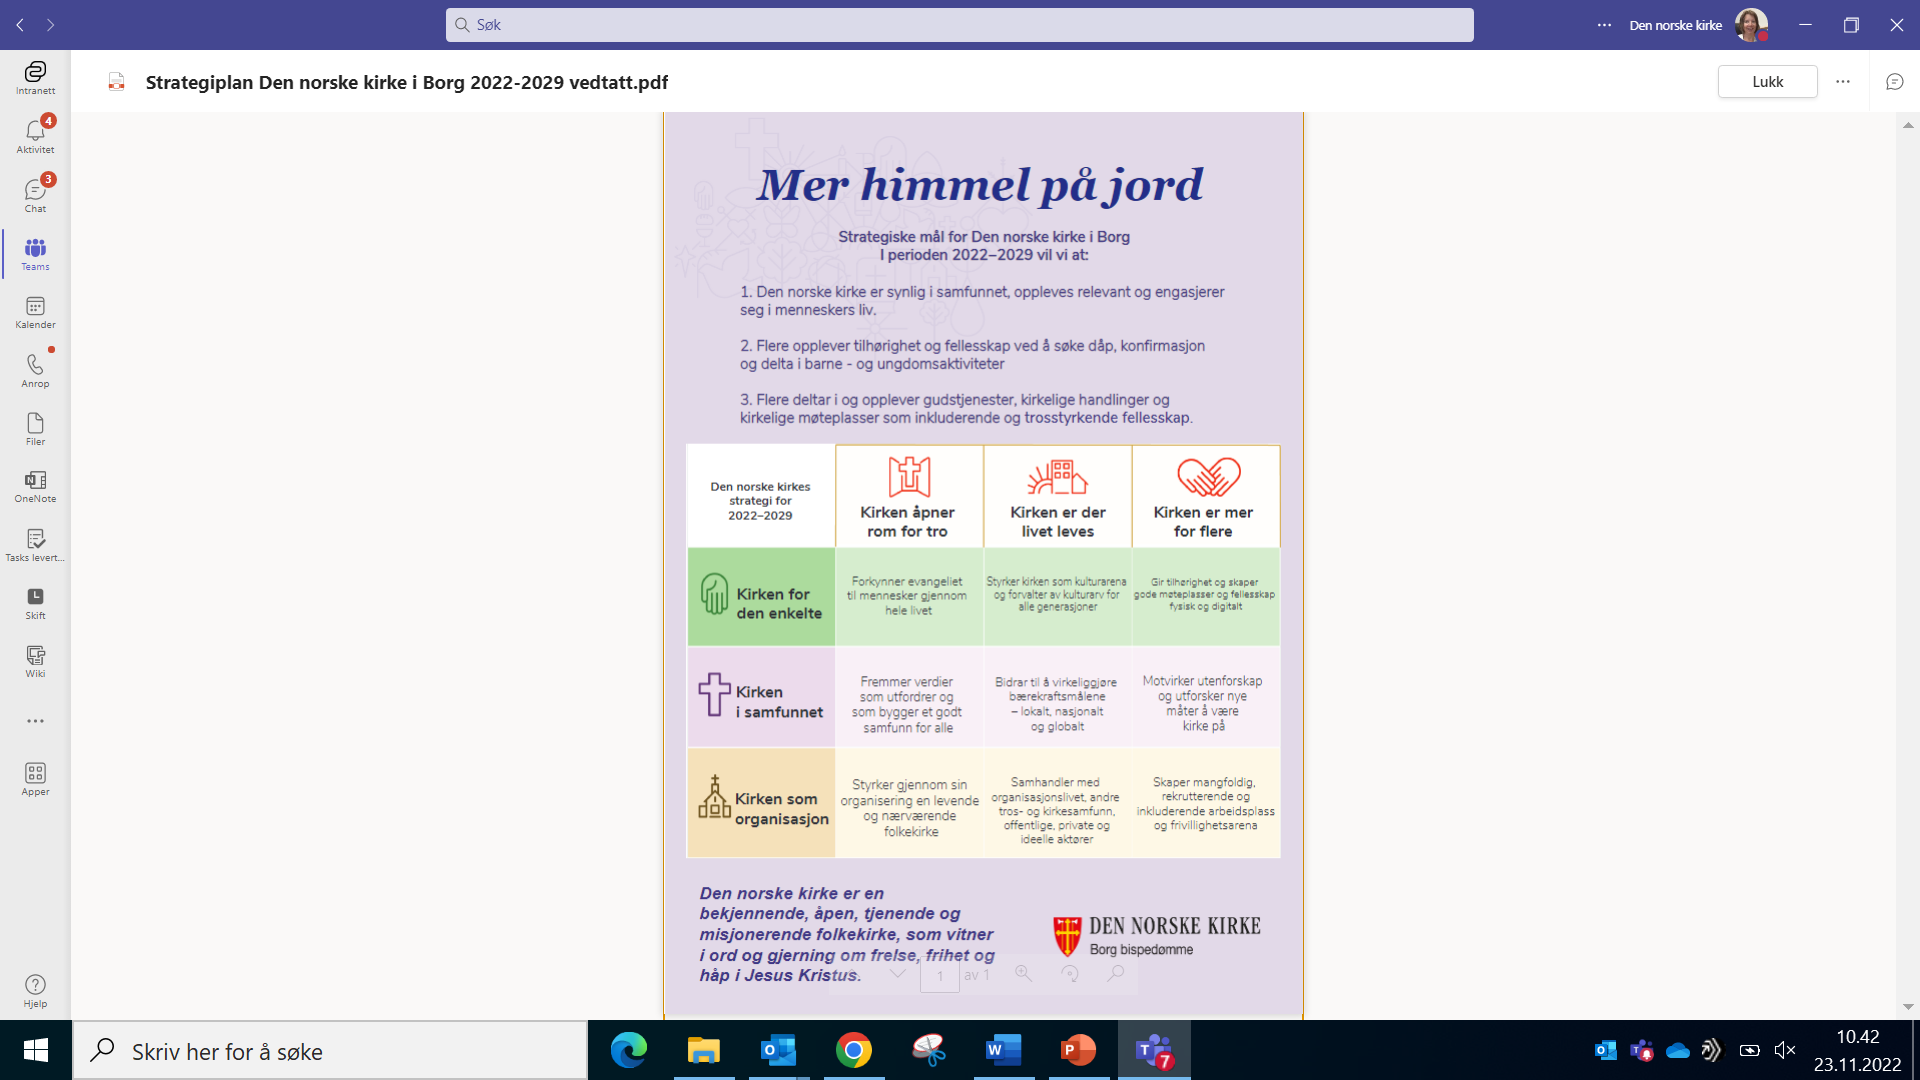 Søk
Den norske kirke
Strategiplan Den norske kirke i Borg 2022-2029 vedtatt.pdf
Lukk
Intranett
4
Aktivitet
3
Chat
Teams
Kalender
Anrop
Filer
OneNote
Tasks levert...
Skift
Wiki
Apper
Hjelp
Mer himmel på jord
Strategiske mål for Den norske kirke i Borg
I perioden 2022–2029 vil vi at:
1. Den norske kirke er synlig i samfunnet, oppleves relevant og engasjerer
seg i menneskers liv.
2. Flere opplever tilhørighet og fellesskap ved å søke dåp, konfirmasjon
og delta i barne - og ungdomsaktiviteter
3. Flere deltar i og opplever gudstjenester, kirkelige handlinger og
kirkelige møteplasser som inkluderende og trosstyrkende fellesskap.
Den norske kirkes
strategi for
2022–2029
Kirken åpner
rom for tro
Kirken er der
livet leves
Kirken er mer
for flere
Kirken for
den enkelte
Forkynner evangeliet
til mennesker gjennom
hele livet
Styrker kirken som kulturarena
og forvalter av kulturarv for
alle generasjoner
Gir tilhørighet og skaper
gode møteplasser og fellesskap
fysisk og digitalt
Kirken
i samfunnet
Fremmer verdier
som utfordrer og
som bygger et godt
samfunn for alle
Bidrar til å virkeliggjøre
bærekraftsmålene
– lokalt, nasjonalt
og globalt
Motvirker utenforskap
og utforsker nye
måter å være
kirke på
Kirken som
organisasjon
Styrker gjennom sin
organisering en levende
og nærværende
folkekirke
Samhandler med
organisasjonslivet, andre
tros- og kirkesamfunn,
offentlige, private og
ideelle aktører
Skaper mangfoldig,
rekrutterende og
inkluderende arbeidsplass
og frivillighetsarena
Den norske kirke er en
bekjennende, åpen, tjenende og
misjonerende folkekirke, som vitner
i ord og gjerning om frelse, frihet og
håp i Jesus Kristus.
DEN NORSKE KIRKE
Borg bispedømme
1 av 1
Skriv her for å søke
7
10.42
23.11.2022